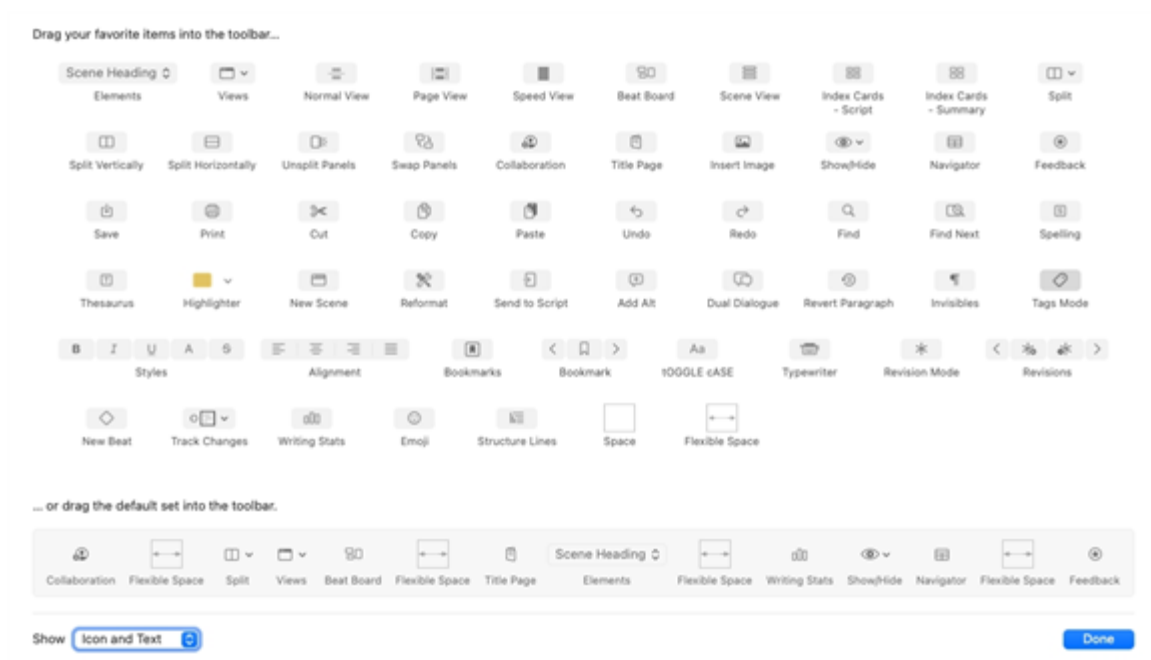 Drag your favorite items into the toolbar...
Scene Heading
Elements Views Normal View Page View Speed View Beat Board Scene View Index Cards - Script Index Cards - Summary Split
Split Vertically Split Horizontally Unsplit Panels Swap Panels Collaboration Title Page Insert Image Show/Hide Navigator Feedback
Save Print Cut Copy Paste Undo Redo Find Find Next Spelling
Thesaurus Highlighter New Scene Reformat Send to Script Add Alt Dual Dialogue Revert Paragraph Invisibles Tags Mode
B I U A S Aa
Styles Alignment Bookmarks Bookmark tOGGLE cASE Typewriter Revision Mode Revisions
New Beat Track Changes Writing Stats Emoji Structure Lines Space Flexible Space
... or drag the default set into the toolbar.
Scene Heading
Collaboration Flexible Space Split Views Beat Board Flexible Space Title Page Elements Flexible Space Writing Stats Show/Hide Navigator Flexible Space Feedback
Show Icon and Text Done